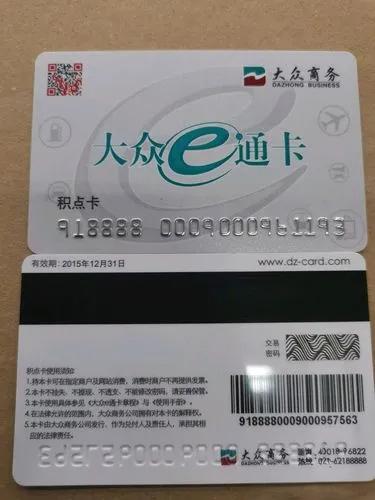 大众商务
DAZHONG BUSINESS
大众e通卡
积点卡
918888 0009000961193
有效期:2015年12月31日
www.dz-card.com
交易
密码
积点卡使用须知:
1.持本卡可在指定商户及网站消费,消费时商户不再提供发票。
2.本卡不挂失、不提现、不透支、不能修改密码,请妥善保管。
3.本卡使用具体参见《大众e通卡章程》与《使用手册》。
4.在法律允许的范围内,大众商务公司拥有对本卡的解释权。
5.本卡由大众商务公司发行,作为兑付人及责任人,承担其相
应的法律责任。
9188880009000957563
大众商务
DAZHONG BUSINESS
40018-96822
021-62188888